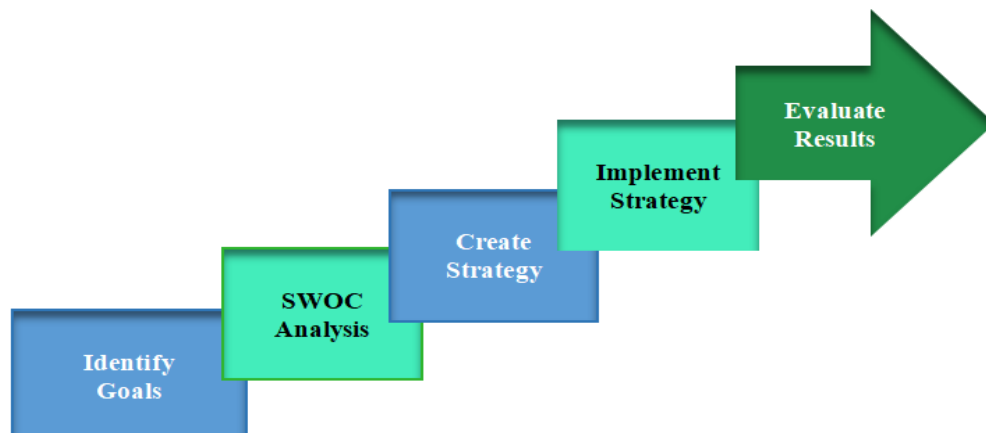 Identify
Goals
SWOC
Analysis
Create
Strategy
Implement
Strategy
Evaluate
Results